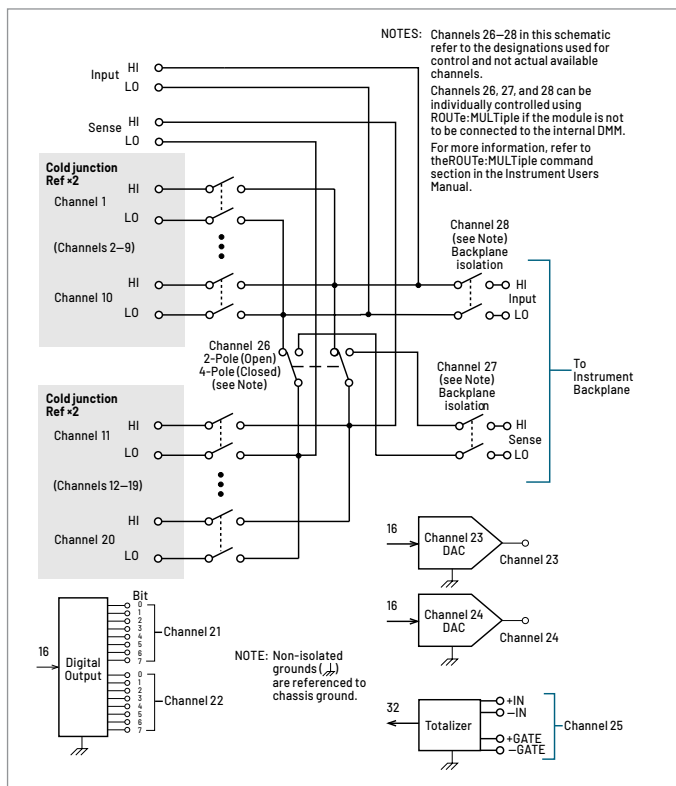 NOTES: Channels 26–28 in this schematic
refer to the designations used for
control and not actual available
channels.
Channels 26, 27, and 28 can be
individually controlled using
ROUTe:MULTiple if the module is not
to be connected to the internal DMM.
For more information, refer to
theROUTe:MULTiple command
section in the Instrument Users
Manual.
Input
HI
LO
Sense
HI
LO
Cold junction
Ref ×2
HI
Channel 1
LO
(Channels 2–9)
HI
Channel 10
LO
Channel 28
(see Note)
Backplane
isolation
HI
Input
LO
Channel 26
2-Pole (Open)
4-Pole (Closed)
(see Note)
Channel 27
(see Note)
Backplane
isolation
HI
Sense
LO
To
Instrument
Backplane
Cold junction
Ref ×2
HI
Channel 11
LO
(Channels 12–19)
HI
Channel 20
LO
16
Channel 23
DAC
Channel 23
16
Channel 24
DAC
Channel 24
Bit
16
Digital
Output
0
1
2
3
4
5
6
7
Channel 21
0
1
2
3
4
5
6
7
Channel 22
NOTE: Non-isolated
grounds ( )
are referenced to
chassis ground.
32
Totalizer
+IN
–IN
+GATE
–GATE
Channel 25